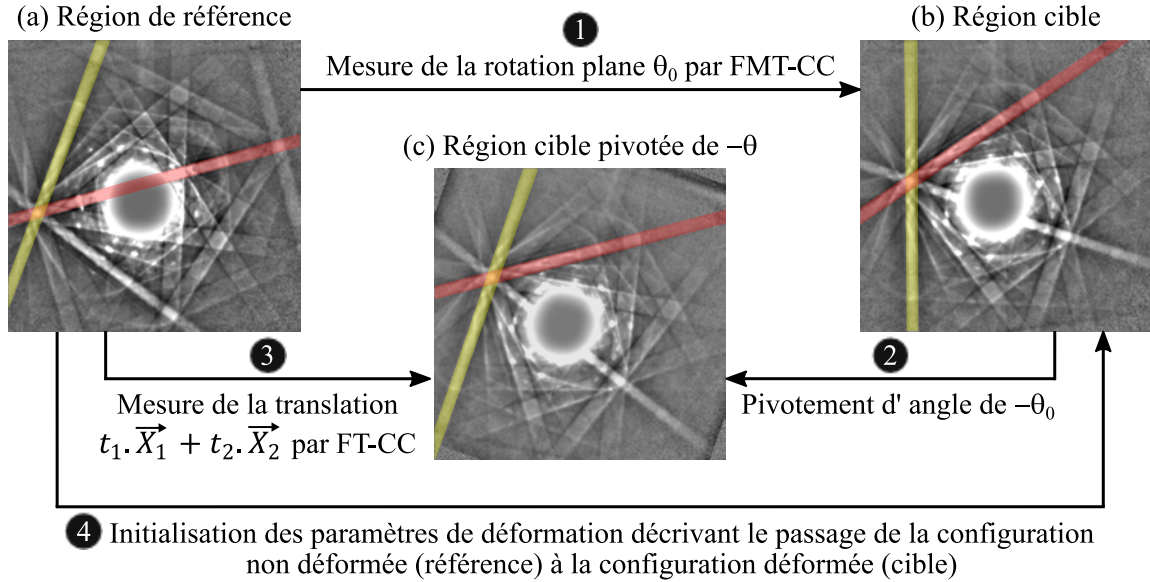 (a) Région de référence
1
(b) Région cible
Mesure de la rotation plane θ₀ par FMT-CC
(c) Région cible pivotée de −θ
3
2
Mesure de la translation
t₁. X₁⃗ + t₂. X₂⃗ par FT-CC
Pivotement d' angle de −θ₀
4 Initialisation des paramètres de déformation décrivant le passage de la configuration
non déformée (référence) à la configuration déformée (cible)